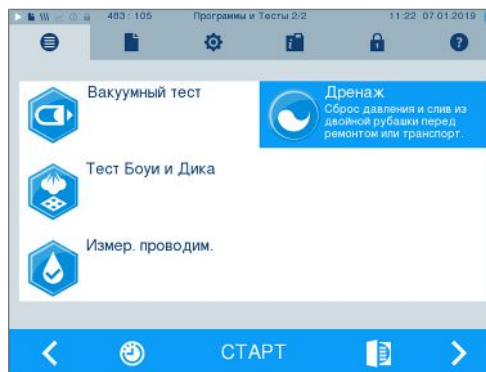 483 : 105 Программы и Тесты 2/2 11:22 07.01.2019
Вакуумный тест
Дренаж
Сброс давления и слив из
двойной рубашки перед
ремонтом или транспорт.
Тест Боуи и Дика
Измер. проводим.
СТАРТ